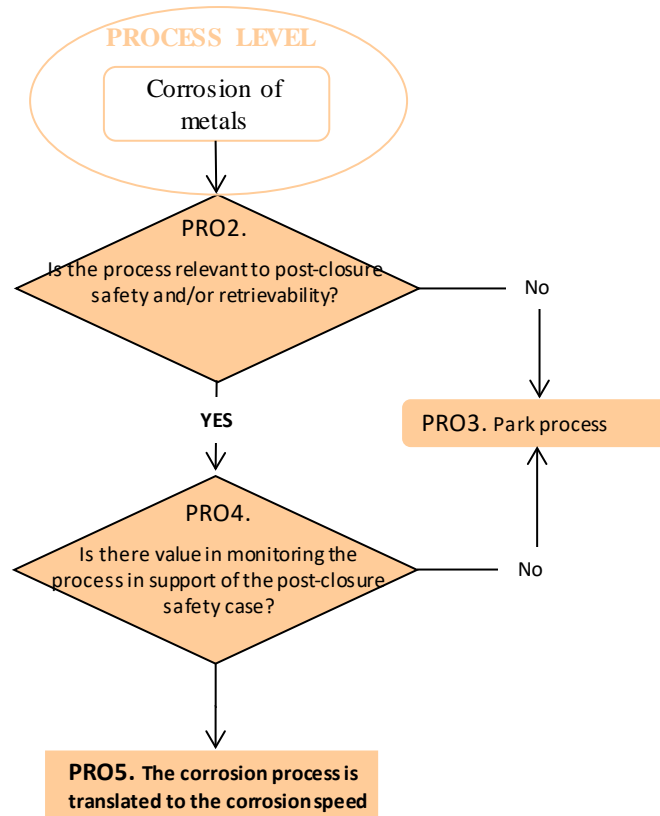 PROCESS LEVEL
Corrosion of
metals
PRO2.
Is the process relevant to post-closure
safety and/or retrievability?
No
YES
PRO3. Park process
PRO4.
Is there value in monitoring the
process in support of the post-closure
safety case?
No
PRO5. The corrosion process is
translated to the corrosion speed